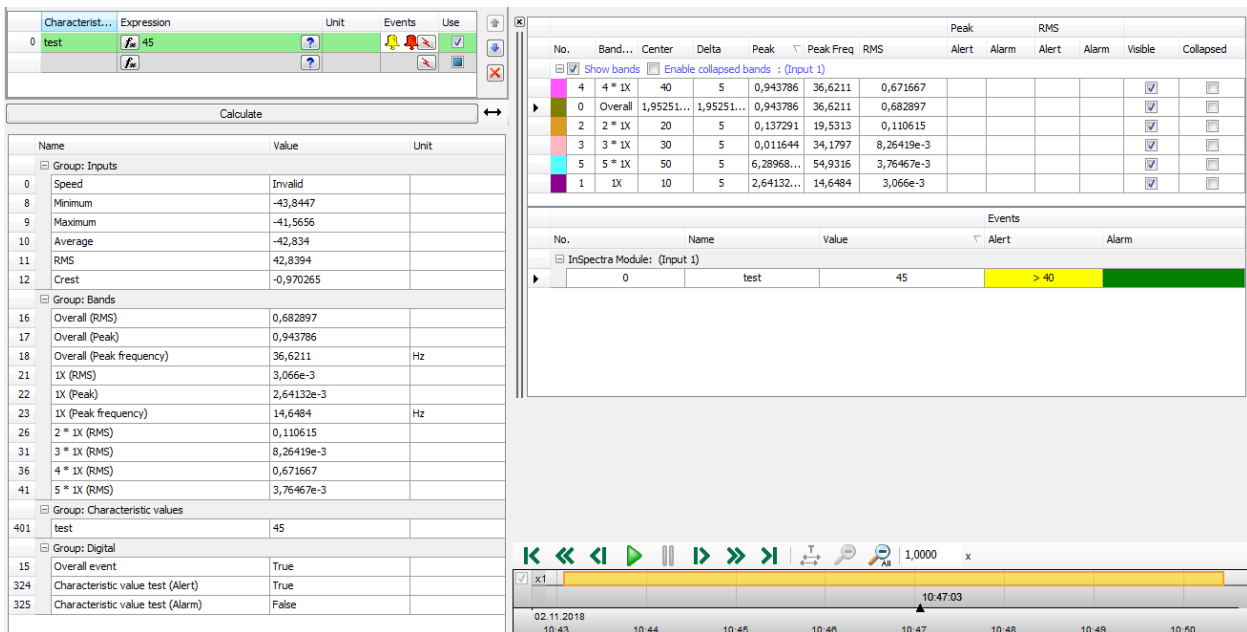 Characterist... Expression Unit Events Use
0 test fx 45 ?
fx ?
Calculate
Name Value Unit
Group: Inputs
0 Speed Invalid
8 Minimum -43,8447
9 Maximum -41,5656
10 Average -42,834
11 RMS 42,8394
12 Crest -0,970265
Group: Bands
16 Overall (RMS) 0,682897
17 Overall (Peak) 0,943786
18 Overall (Peak frequency) 36,6211 Hz
21 1X (RMS) 3,066e-3
22 1X (Peak) 2,64132e-3
23 1X (Peak frequency) 14,6484 Hz
26 2 * 1X (RMS) 0,110615
31 3 * 1X (RMS) 8,26419e-3
36 4 * 1X (RMS) 0,671667
41 5 * 1X (RMS) 3,76467e-3
Group: Characteristic values
401 test 45
Group: Digital
15 Overall event True
324 Characteristic value test (Alert) True
325 Characteristic value test (Alarm) False
Peak RMS
No. Band... Center Delta Peak Peak Freq RMS Alert Alarm Alert Alarm Visible Collapsed
Show bands Enable collapsed bands : (Input 1)
4 4 * 1X 40 5 0,943786 36,6211 0,671667
0 Overall 1,95251... 1,95251... 0,943786 36,6211 0,682897
2 2 * 1X 20 5 0,137291 19,5313 0,110615
3 3 * 1X 30 5 0,011644 34,1797 8,26419e-3
5 5 * 1X 50 5 6,28968... 54,9316 3,76467e-3
1 1X 10 5 2,64132... 14,6484 3,066e-3
Events
No. Name Value Alert Alarm
InSpectra Module: (Input 1)
0 test 45 > 40
T All 1,0000 x
x1
10:47:03
02.11.2018
10:43 10:44 10:45 10:46 10:47 10:48 10:49 10:50